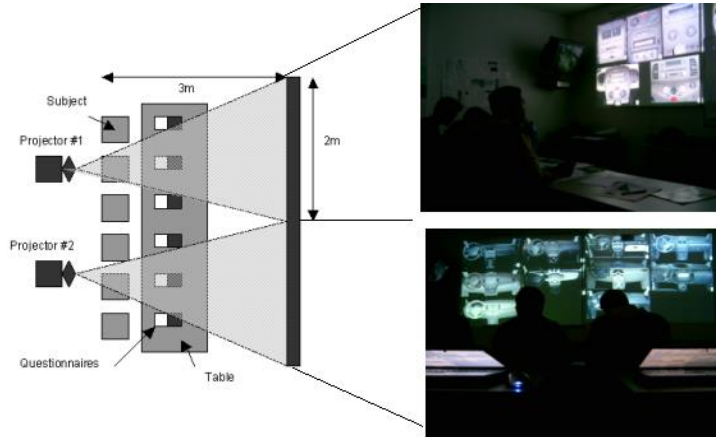 3m
Subject
Projector #1
2m
Projector #2
Questionnaires
Table